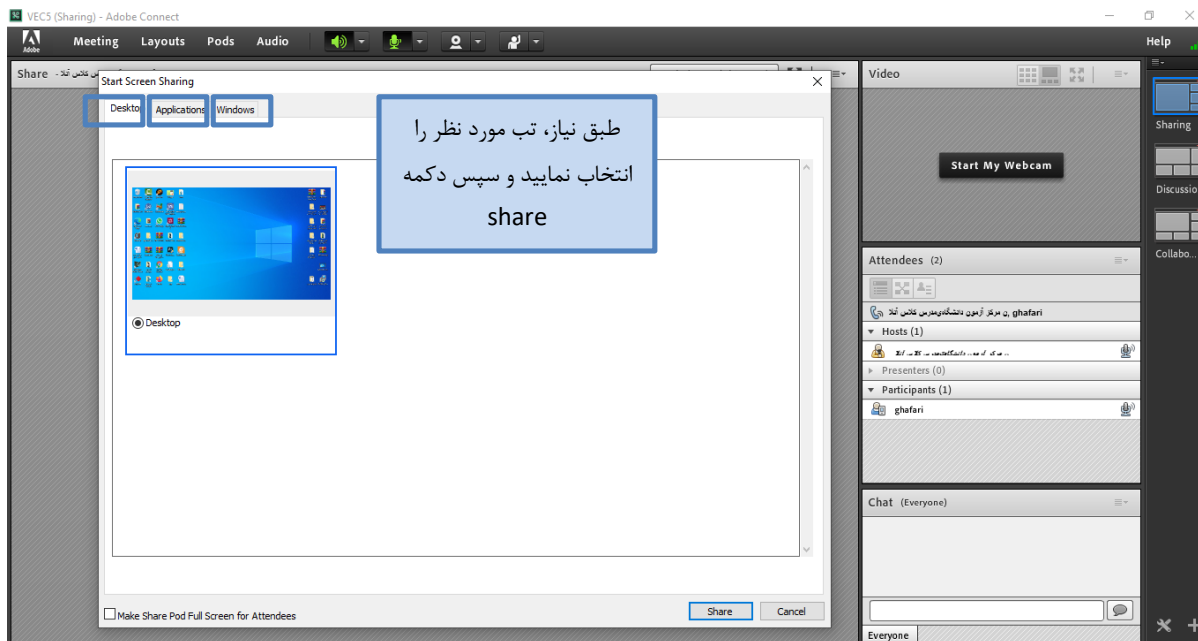 VEC5 (Sharing) - Adobe Connect
Adobe
Meeting Layouts Pods Audio
Help
Share
Start Screen Sharing
Desktop Applications Windows
طبق نیاز، تب مورد نظر را
انتخاب نمایید و سپس دکمه
share
Desktop
Make Share Pod Full Screen for Attendees
Share Cancel
Video
Start My Webcam
Attendees (2)
ghafari
Hosts (1)
Presenters (0)
Participants (1)
ghafari
Chat (Everyone)
Everyone
Sharing
Discussio
Collabo...